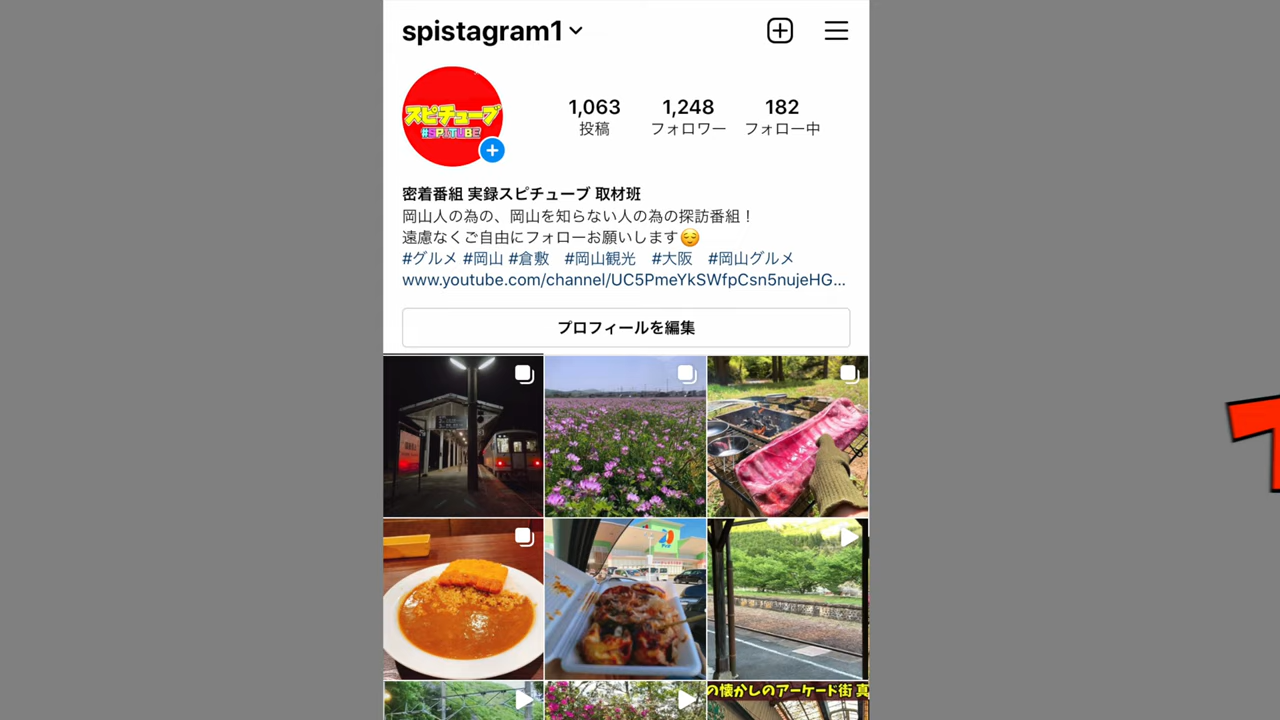 spistagram1
スピチューブ
#SPITUBE
1,063
投稿
1,248
フォロワー
182
フォロー中
密着番組 実録スピチューブ 取材班
岡山人の為の、岡山を知らない人の為の探訪番組！
遠慮なくご自由にフォローお願いします😌
#グルメ #岡山 #倉敷　#岡山観光　#大阪　#岡山グルメ
www.youtube.com/channel/UC5PmeYkSWfpCsn5nujeHG...
プロフィールを編集
の懐かしのアーケード街 真